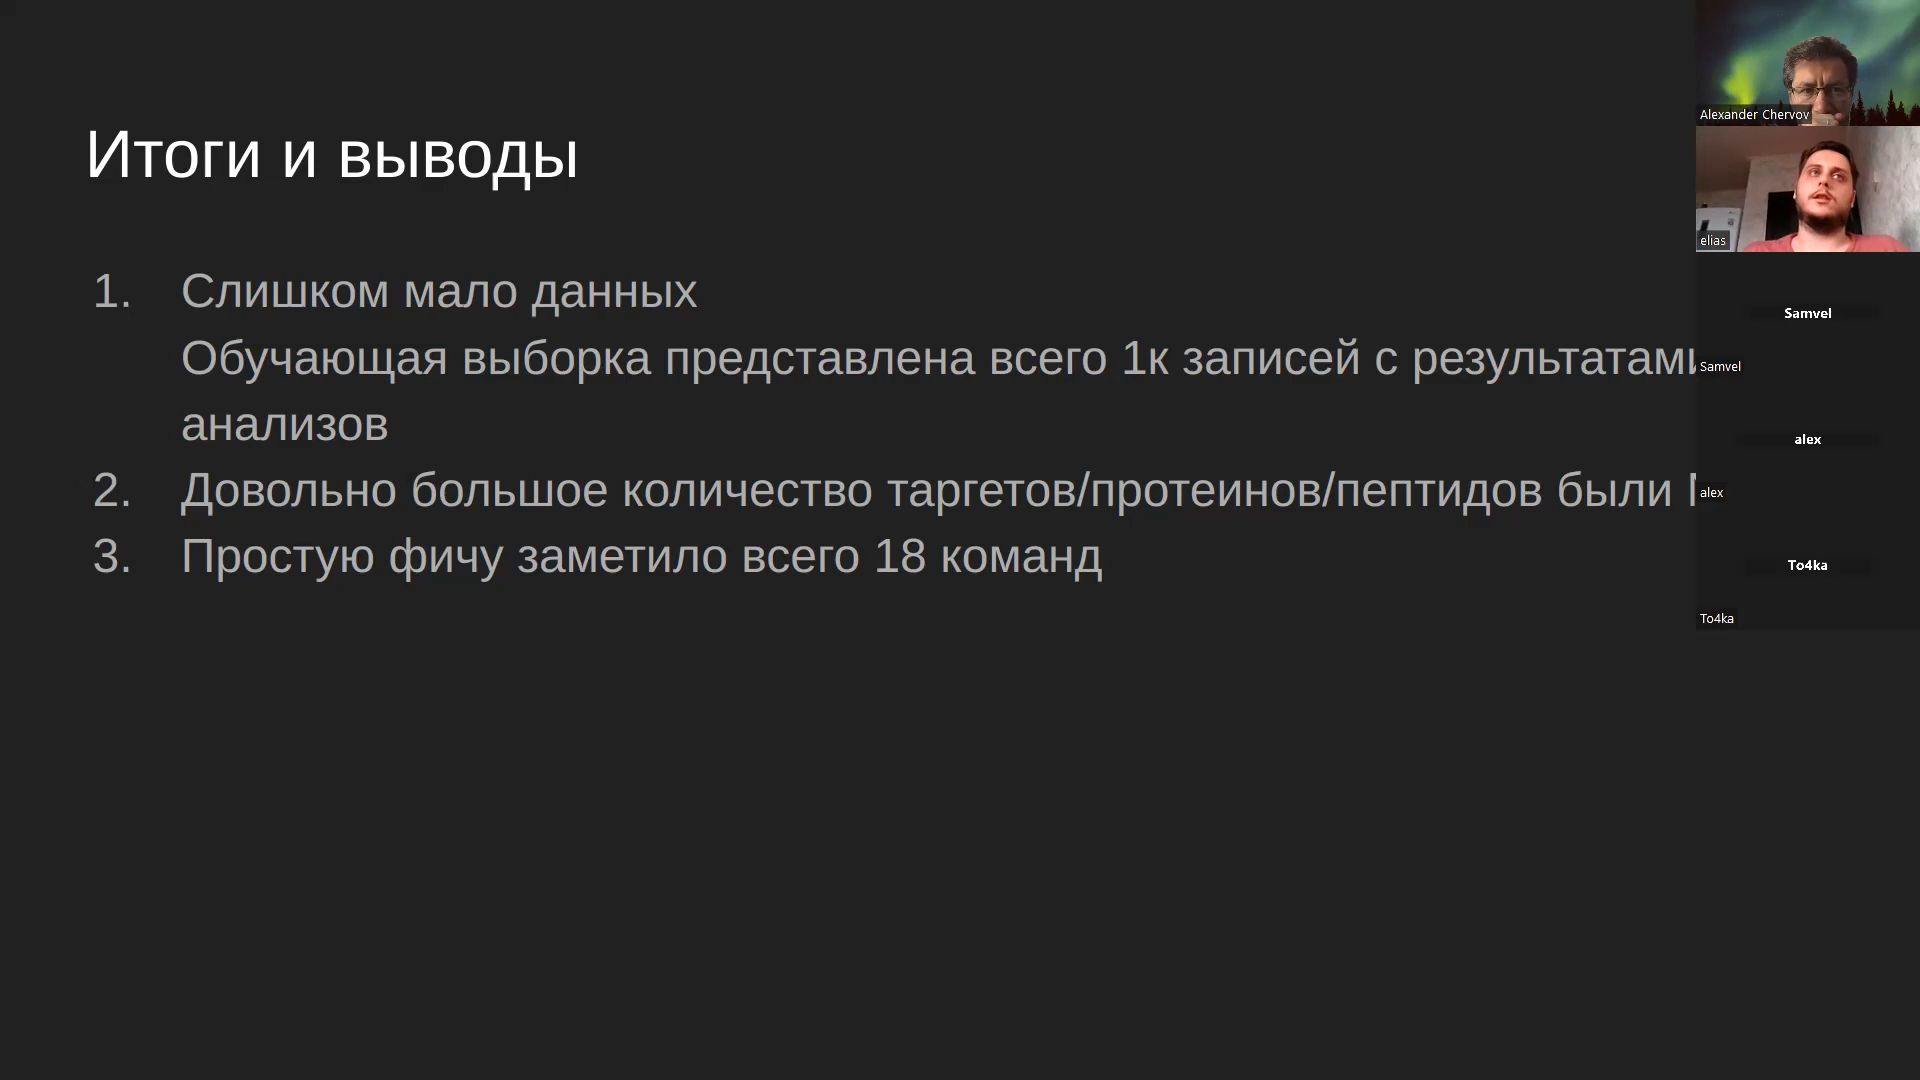 Итоги и выводы
1. Слишком мало данных
Обучающая выборка представлена всего 1к записей с результатами
анализов
2. Довольно большое количество таргетов/протеинов/пептидов были
3. Простую фичу заметило всего 18 команд
Alexander Chervov
elias
Samvel
Samvel
alex
alex
To4ka
To4ka